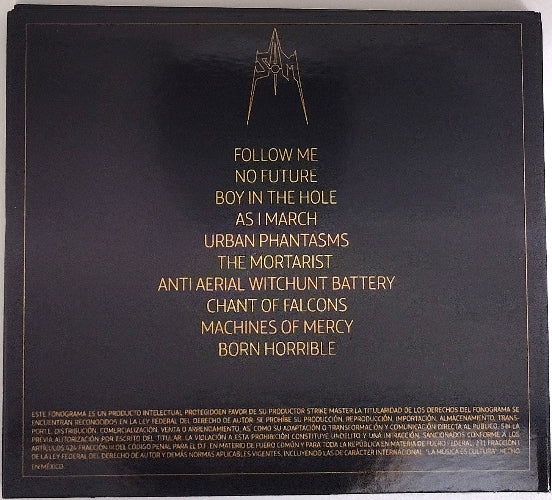 SOM
FOLLOW ME
NO FUTURE
BOY IN THE HOLE
AS I MARCH
URBAN PHANTASMS
THE MORTARIST
ANTI AERIAL WITCHUNT BATTERY
CHANT OF FALCONS
MACHINES OF MERCY
BORN HORRIBLE
ESTE FONOGRAMA ES UN PRODUCTO INTELECTUAL PROTEGIDOEN FAVOR DE SU PRODUCTOR STRIKE MASTER LA TITULARIDAD DE LOS DERECHOS DEL FONOGRAMA SE
ENCUENTRAN RECONOCIDOS EN LA LEY FEDERAL DEL DERECHO DE AUTOR. SE PROHÍBE SU PRODUCCIÓN, REPRODUCCIÓN, IMPORTACIÓN, ALMACENAMIENTO, TRANS-
PORTE, DISTRIBUCIÓN, COMERCIALIZACIÓN, VENTA O ARRENDAMIENTO, ASÍ COMO SU ADAPTACIÓN O TRANSFORMACIÓN Y COMUNICACIÓN DIRECTA AL PÚBLICO, SIN LA
PREVIA AUTORIZACIÓN POR ESCRITO DEL TITULAR. LA VIOLACIÓN A ESTA PROHIBICIÓN CONSTITUYE UN DELITO Y UNA INFRACCIÓN, SANCIONADOS CONFORME A LOS
ARTÍCULOS 424 FRACCIÓN III DEL CÓDIGO PENAL PARA EL D.F. EN MATERIO DE FUERO COMÚN Y PARA TODA LA REPÚBLICA EN MATERIA DE FUERO FEDERAL; 231 FRACCIÓN I
DE LA LEY FEDERAL DEL DERECHO DE AUTOR Y DEMÁS NORMAS APLICABLES VIGENTES, INCLUYENDO LAS DE CARÁCTER INTERNACIONAL. "LA MÚSICA ES CULTURA". HECHO
EN MÉXICO.